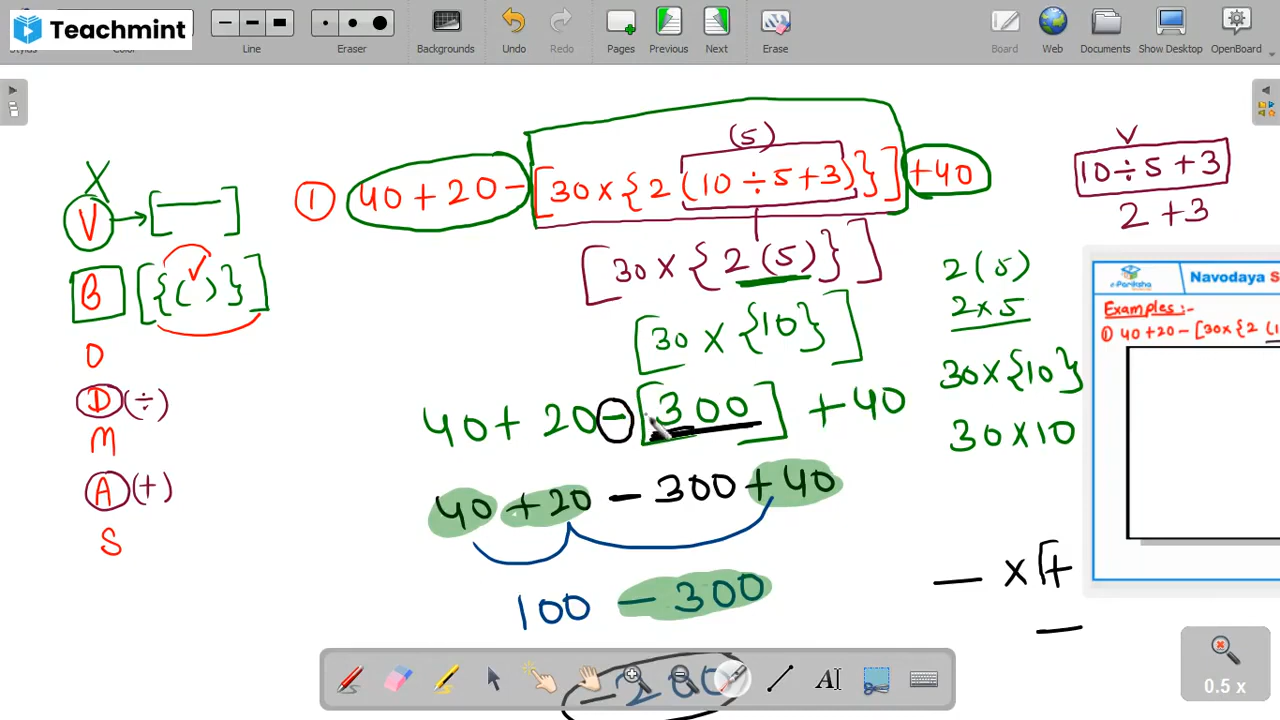 Teachmint
Line
Eraser
Backgrounds
Undo
Redo
Pages
Previous
Next
Erase
Board
Web
Documents
Show Desktop
OpenBoard
X
V → [ ‾ ]
B [{( )}]
O
D (÷)
M
A (+)
S
(5)
① 40 + 20 - [30 × {2 (10 ÷ 5 + 3)}] + 40
[30 × {2 (5)}]
[30 × {10}]
40 + 20 - [300] + 40
40 + 20 - 300 + 40
100 - 300
- 200
10 ÷ 5 + 3
2 + 3
2 (5)
2 × 5
30 × {10}
30 × 10
- × [+
-
e-Pariksha
Navodaya
Examples:-
① 40 + 20 - [30 × {2
0.5 x